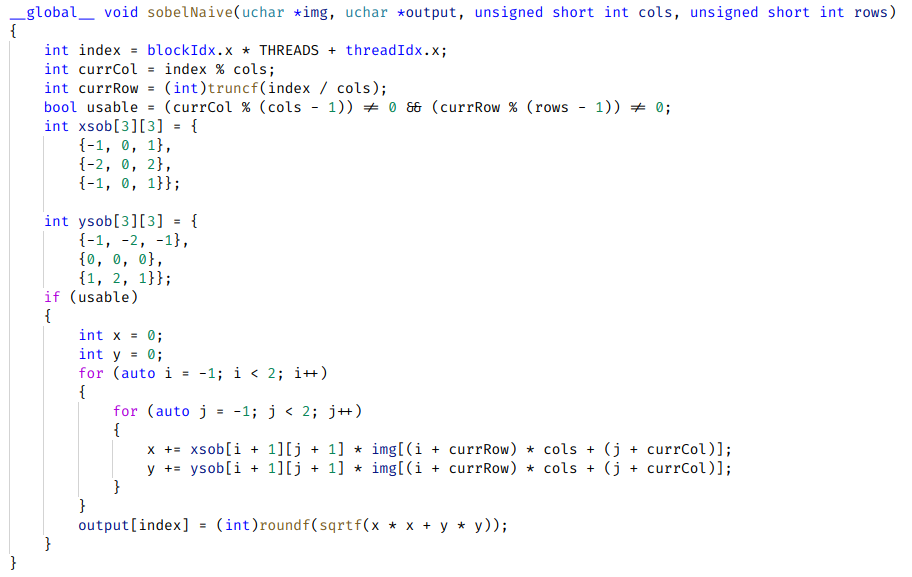 __global__ void sobelNaive(uchar *img, uchar *output, unsigned short int cols, unsigned short int rows)
{
    int index = blockIdx.x * THREADS + threadIdx.x;
    int currCol = index % cols;
    int currRow = (int)truncf(index / cols);
    bool usable = (currCol % (cols - 1)) != 0 && (currRow % (rows - 1)) != 0;
    int xsob[3][3] = {
        {-1, 0, 1},
        {-2, 0, 2},
        {-1, 0, 1}};

    int ysob[3][3] = {
        {-1, -2, -1},
        {0, 0, 0},
        {1, 2, 1}};
    if (usable)
    {
        int x = 0;
        int y = 0;
        for (auto i = -1; i < 2; i++)
        {
            for (auto j = -1; j < 2; j++)
            {
                x += xsob[i + 1][j + 1] * img[(i + currRow) * cols + (j + currCol)];
                y += ysob[i + 1][j + 1] * img[(i + currRow) * cols + (j + currCol)];
            }
        }
        output[index] = (int)roundf(sqrtf(x * x + y * y));
    }
}